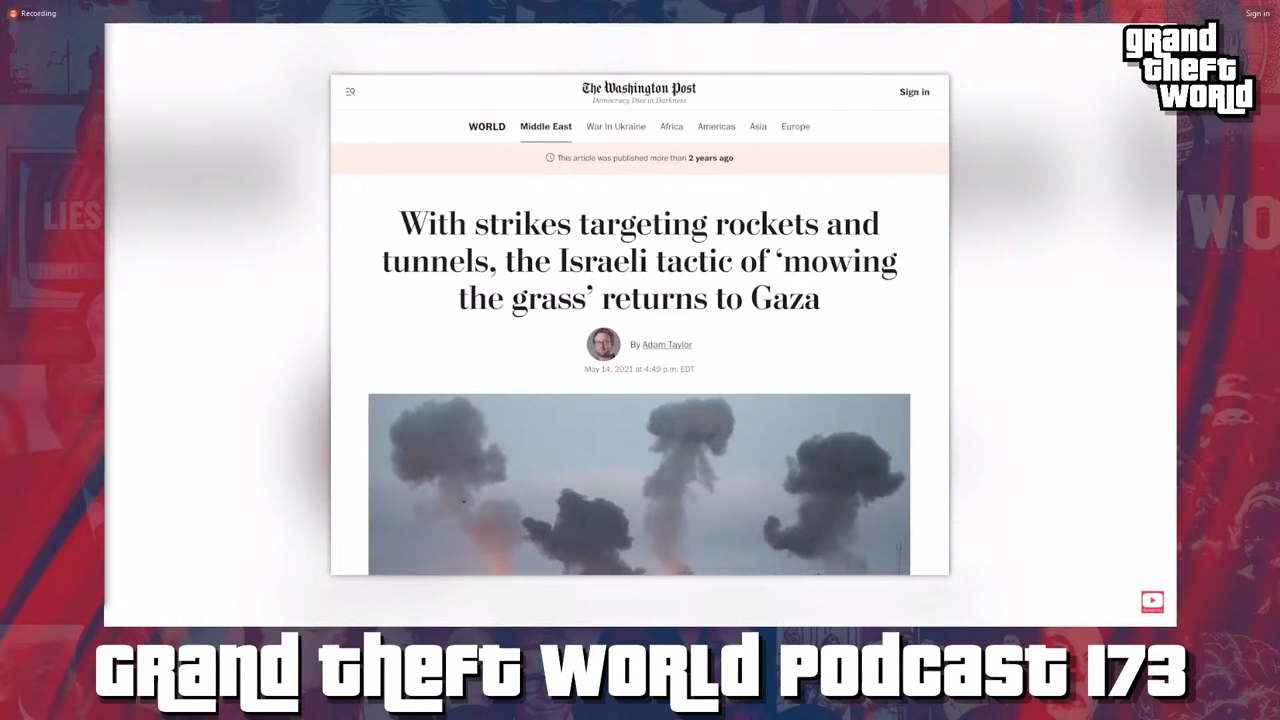 Recording
Sign in
grand
theft
world
The Washington Post
Democracy Dies in Darkness
Sign in
WORLD Middle East War In Ukraine Africa Americas Asia Europe
This article was published more than 2 years ago
LIES
WO
With strikes targeting rockets and
tunnels, the Israeli tactic of ‘mowing
the grass’ returns to Gaza
By Adam Taylor
May 14, 2021 at 4:49 p.m. EDT
Grand theft World Podcast 173